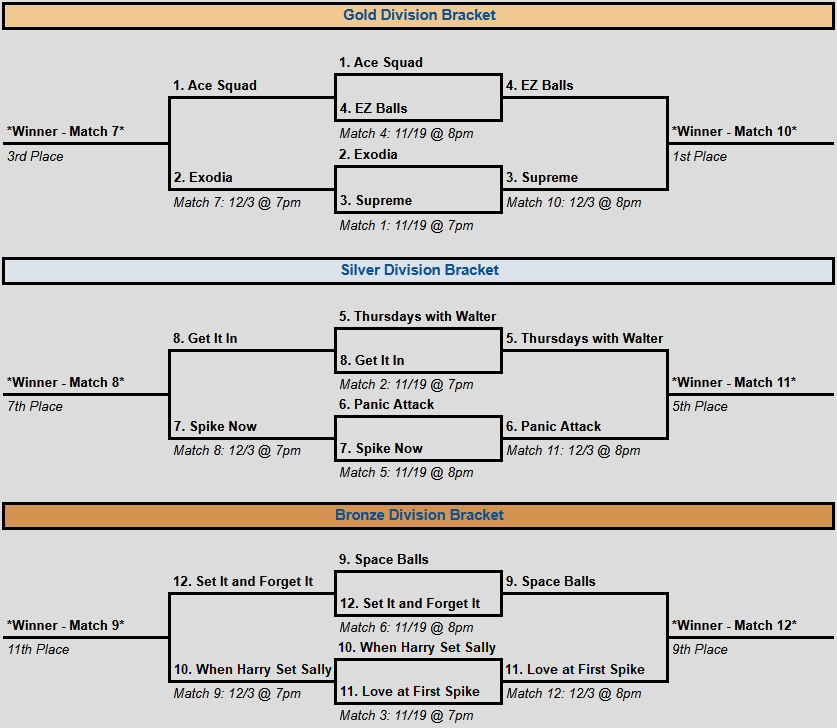 Gold Division Bracket
1. Ace Squad
1. Ace Squad
4. EZ Balls
4. EZ Balls
*Winner - Match 7*
*Winner - Match 10*
Match 4: 11/19 @ 8pm
3rd Place
2. Exodia
1st Place
2. Exodia
3. Supreme
3. Supreme
Match 7: 12/3 @ 7pm
Match 10: 12/3 @ 8pm
Match 1: 11/19 @ 7pm
Silver Division Bracket
5. Thursdays with Walter
8. Get It In
5. Thursdays with Walter
8. Get It In
*Winner - Match 8*
Match 2: 11/19 @ 7pm
*Winner - Match 11*
7th Place
6. Panic Attack
5th Place
7. Spike Now
6. Panic Attack
7. Spike Now
Match 8: 12/3 @ 7pm
Match 11: 12/3 @ 8pm
Match 5: 11/19 @ 8pm
Bronze Division Bracket
9. Space Balls
12. Set It and Forget It
9. Space Balls
12. Set It and Forget It
*Winner - Match 9*
Match 6: 11/19 @ 8pm
*Winner - Match 12*
11th Place
10. When Harry Set Sally
9th Place
10. When Harry Set Sally
11. Love at First Spike
11. Love at First Spike
Match 9: 12/3 @ 7pm
Match 12: 12/3 @ 8pm
Match 3: 11/19 @ 7pm